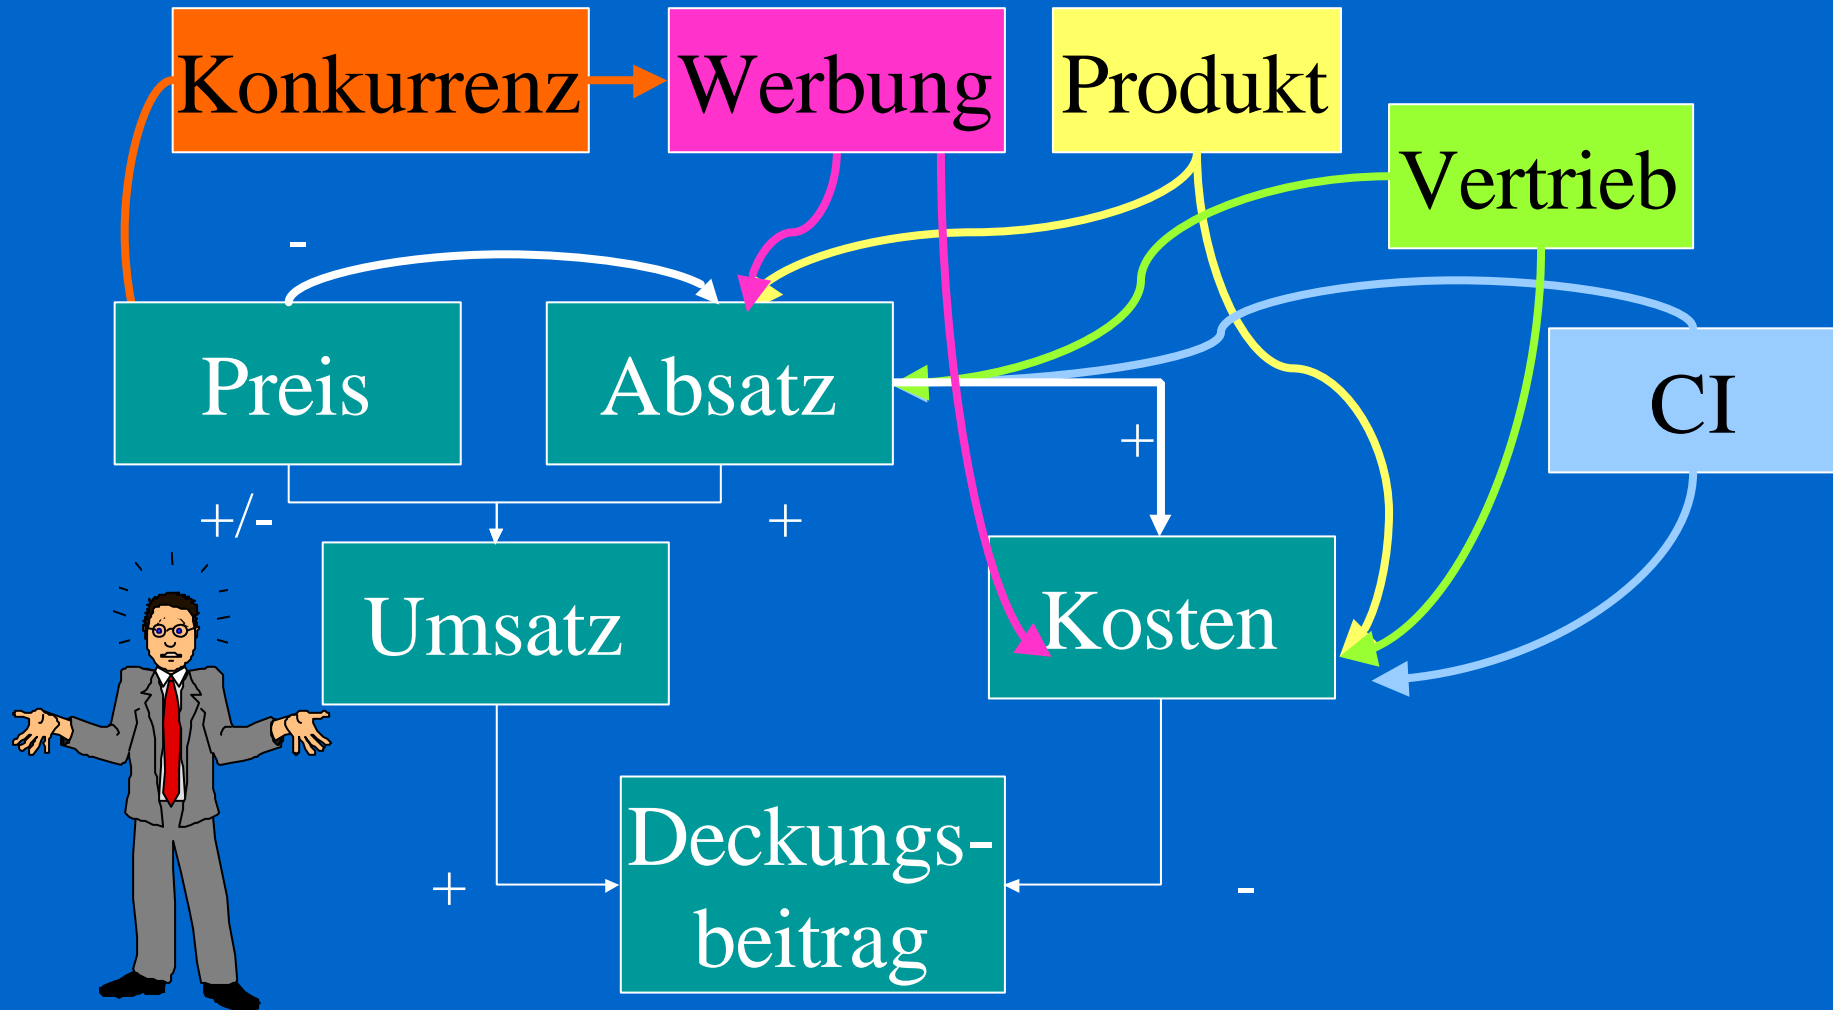 Konkurrenz
Werbung
Produkt
Vertrieb
-
Preis
Absatz
CI
+
+/-
+
Umsatz
Kosten
Deckungs-
beitrag
+
-